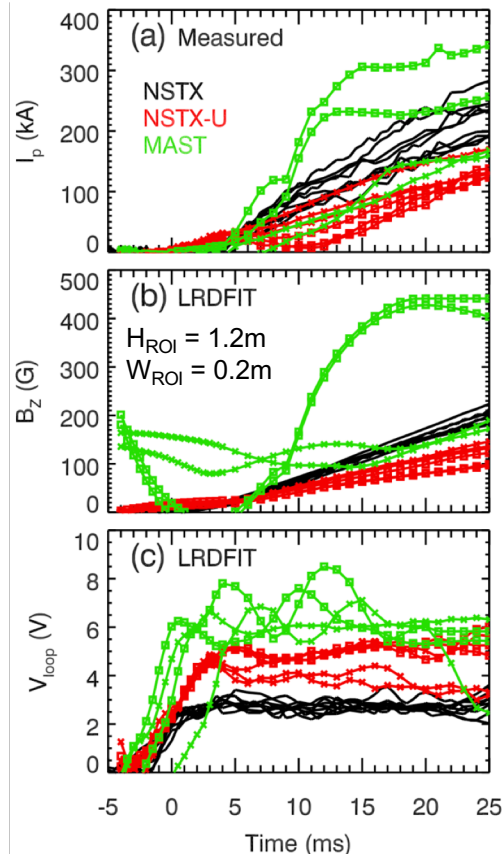 (a) Measured
NSTX
NSTX-U
MAST
400
300
200
100
0
I_p (kA)
(b) LRDFIT
H_ROI = 1.2m
W_ROI = 0.2m
500
400
300
200
100
0
B_Z (G)
(c) LRDFIT
10
8
6
4
2
0
V_loop (V)
-5 0 5 10 15 20 25
Time (ms)